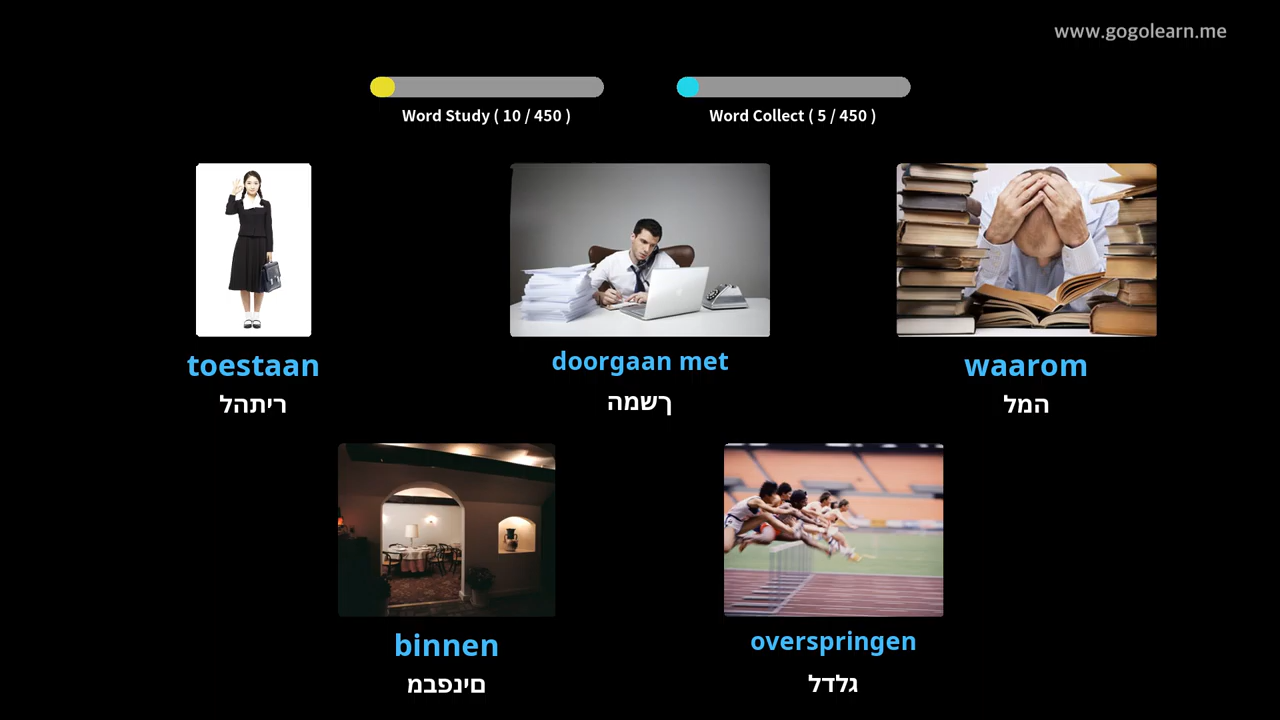 www.gogolearn.me
Word Study ( 10 / 450 )
Word Collect ( 5 / 450 )
toestaan
ריתהל
doorgaan met
ךשמה
waarom
המל
binnen
םינפבמ
overspringen
גלדל